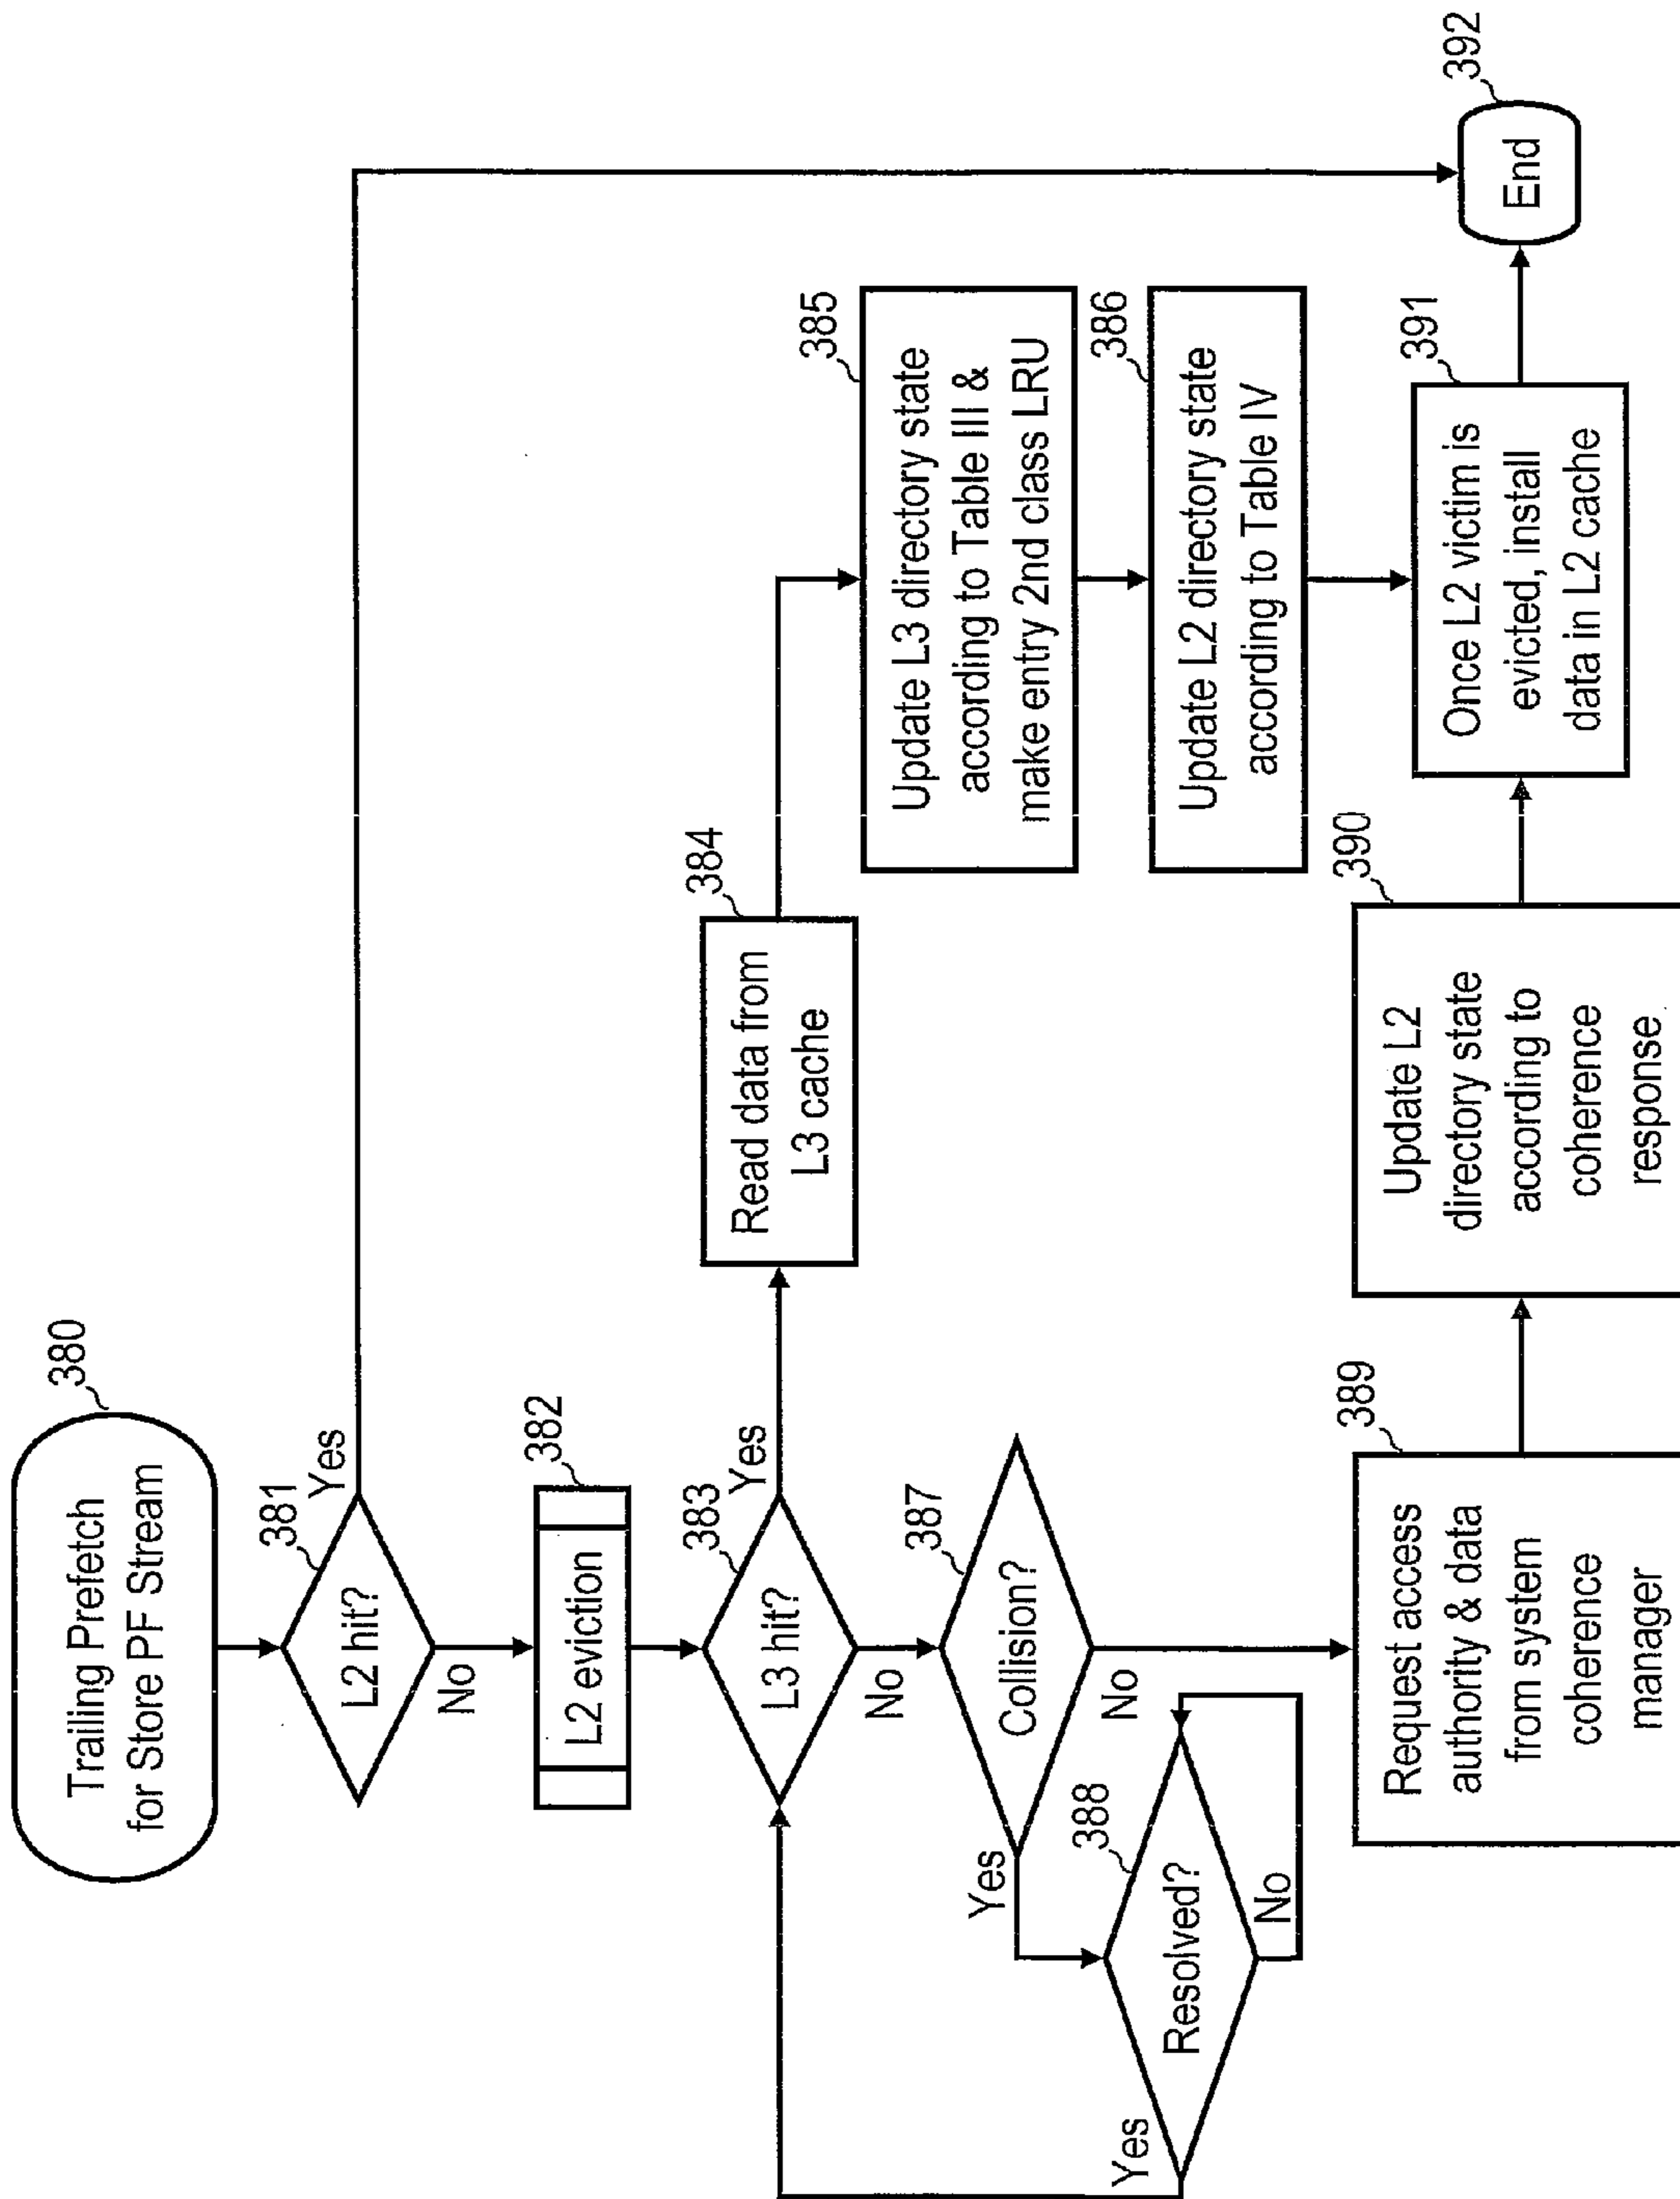 Trailing Prefetch
for Store PF Stream
380
L2 hit?
381
Yes
No
L2 eviction
382
L3 hit?
383
Yes
No
Read data from
L3 cache
384
Update L3 directory state
according to Table III &
make entry 2nd class LRU
385
Update L2 directory state
according to Table IV
386
Collision?
387
Yes
No
Resolved?
388
Yes
No
Request access
authority & data
from system
coherence
manager
389
Update L2
directory state
according to
coherence
response
390
Once L2 victim is
evicted, install
data in L2 cache
391
End
392